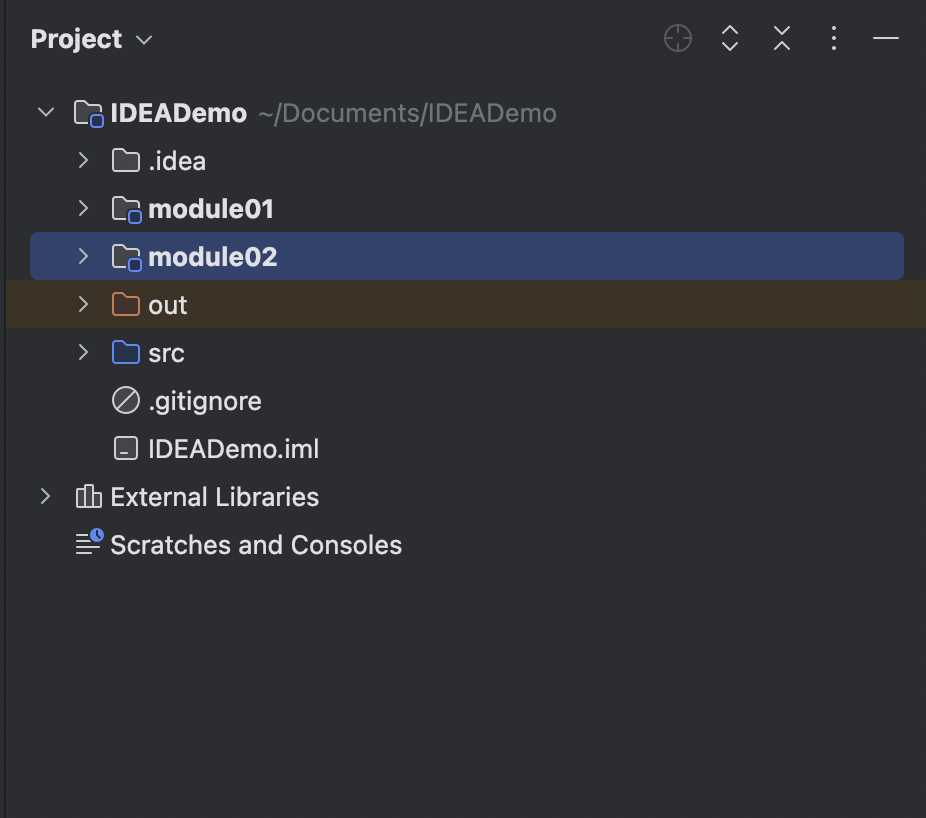 Project
IDEADemo ~/Documents/IDEADemo
.idea
module01
module02
out
src
.gitignore
IDEADemo.iml
External Libraries
Scratches and Consoles